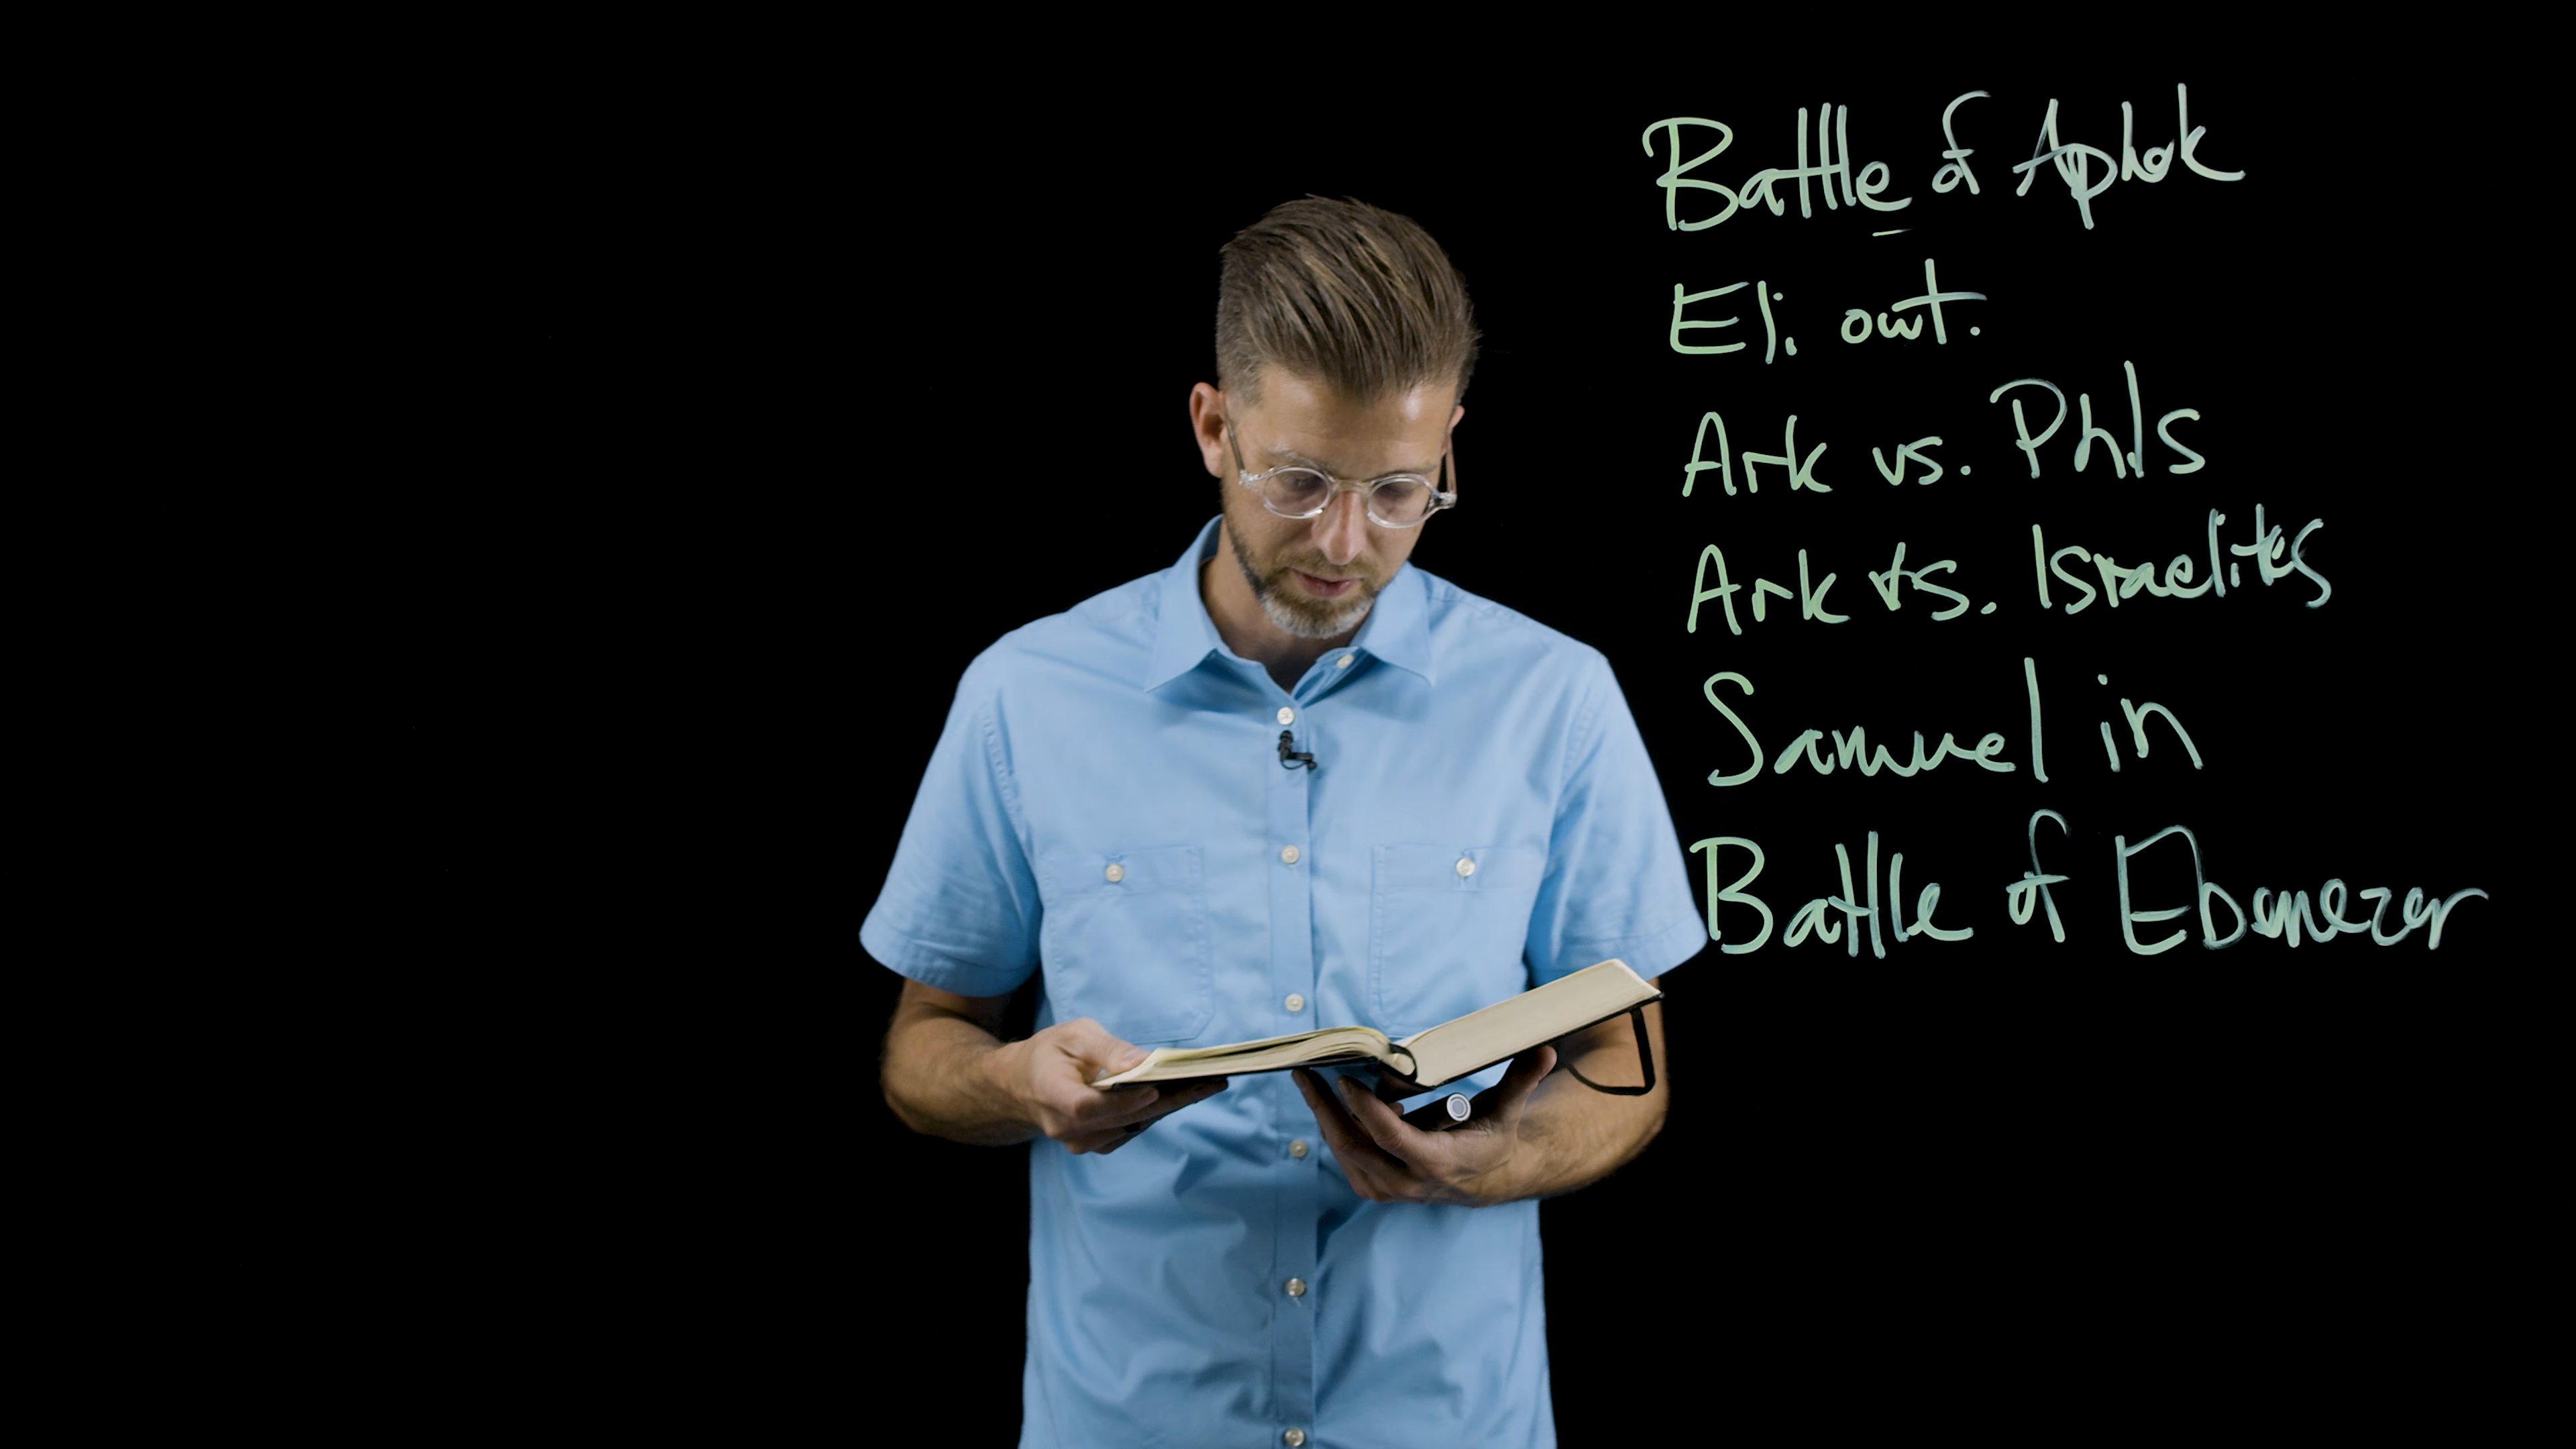 Battle of Aphek
Eli out.
Ark vs. Phils
Ark vs. Israelites
Samuel in
Battle of Ebenezer